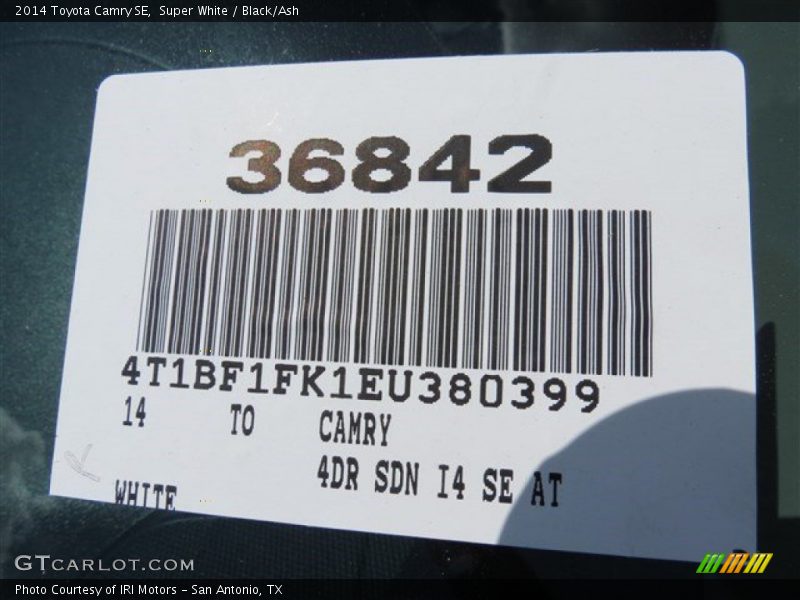 2014 Toyota Camry SE, Super White / Black/Ash
36842
4T1BF1FK1EU380399
14 TO CAMRY
4DR SDN I4 SE AT
WHITE
GTCARLOT.COM
Photo Courtesy of IRI Motors - San Antonio, TX